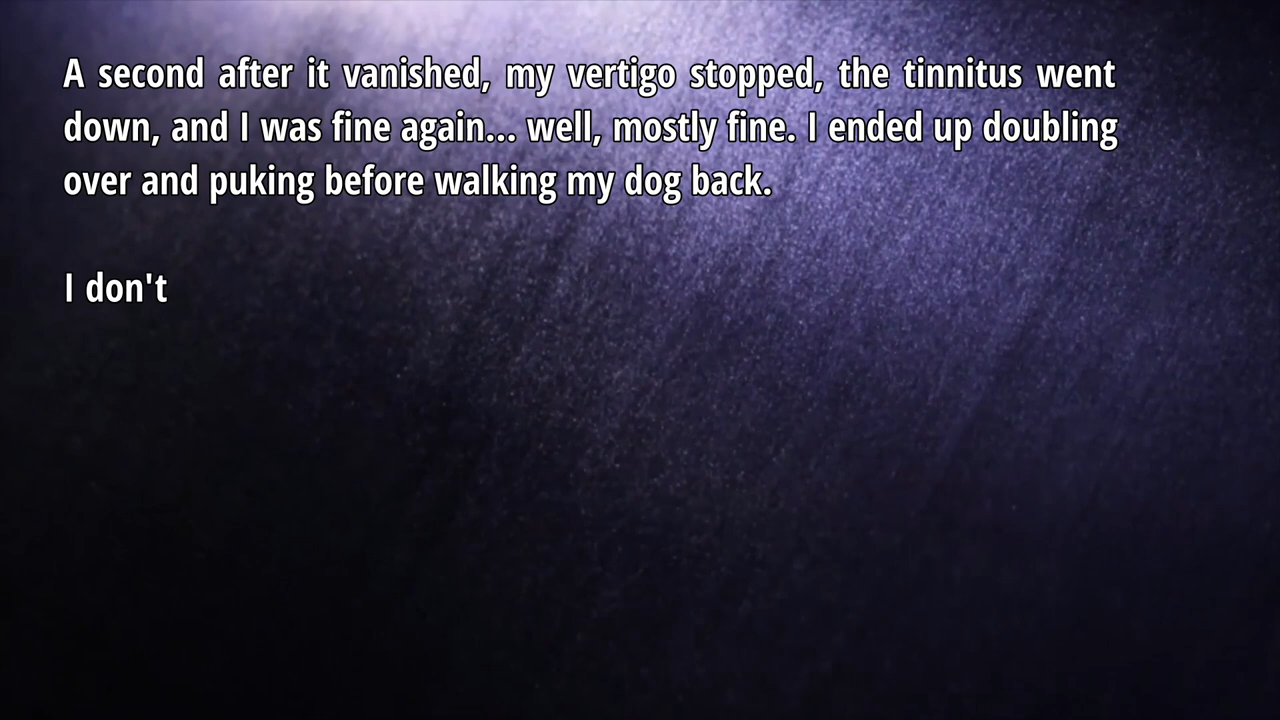 A second after it vanished, my vertigo stopped, the tinnitus went
down, and I was fine again... well, mostly fine. I ended up doubling
over and puking before walking my dog back.
I don't